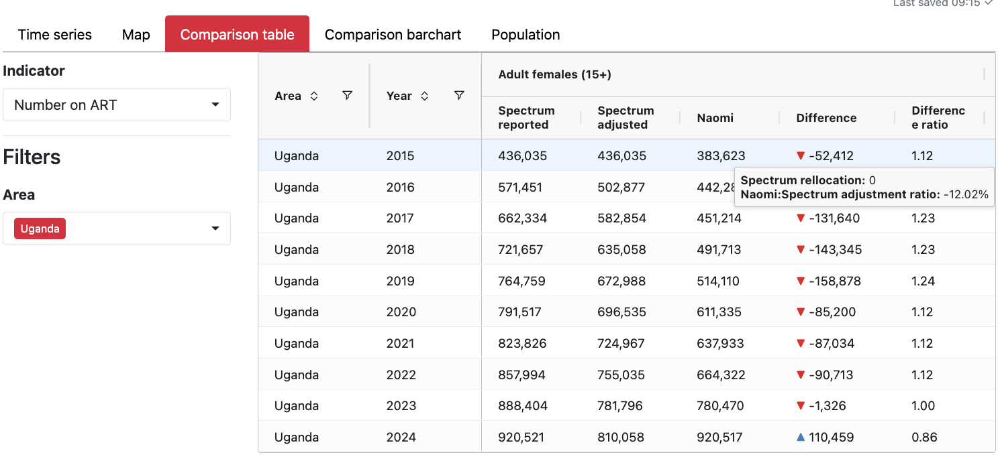 Last saved 09:15
Time series Map Comparison table Comparison barchart Population
Indicator
Number on ART
Filters
Area
Uganda
Adult females (15+)
Area Year
Spectrum reported Spectrum adjusted Naomi Difference Differenc e ratio
Uganda 2015 436,035 436,035 383,623 ▼ -52,412 1.12
Uganda 2016 571,451 502,877
Spectrum rellocation: 0
Naomi:Spectrum adjustment ratio: -12.02%
Uganda 2017 662,334 582,854 451,214 ▼ -131,640 1.23
Uganda 2018 721,657 635,058 491,713 ▼ -143,345 1.23
Uganda 2019 764,759 672,988 514,110 ▼ -158,878 1.24
Uganda 2020 791,517 696,535 611,335 ▼ -85,200 1.12
Uganda 2021 823,826 724,967 637,933 ▼ -87,034 1.12
Uganda 2022 857,994 755,035 664,322 ▼ -90,713 1.12
Uganda 2023 888,404 781,796 780,470 ▼ -1,326 1.00
Uganda 2024 920,521 810,058 920,517 ▲ 110,459 0.86